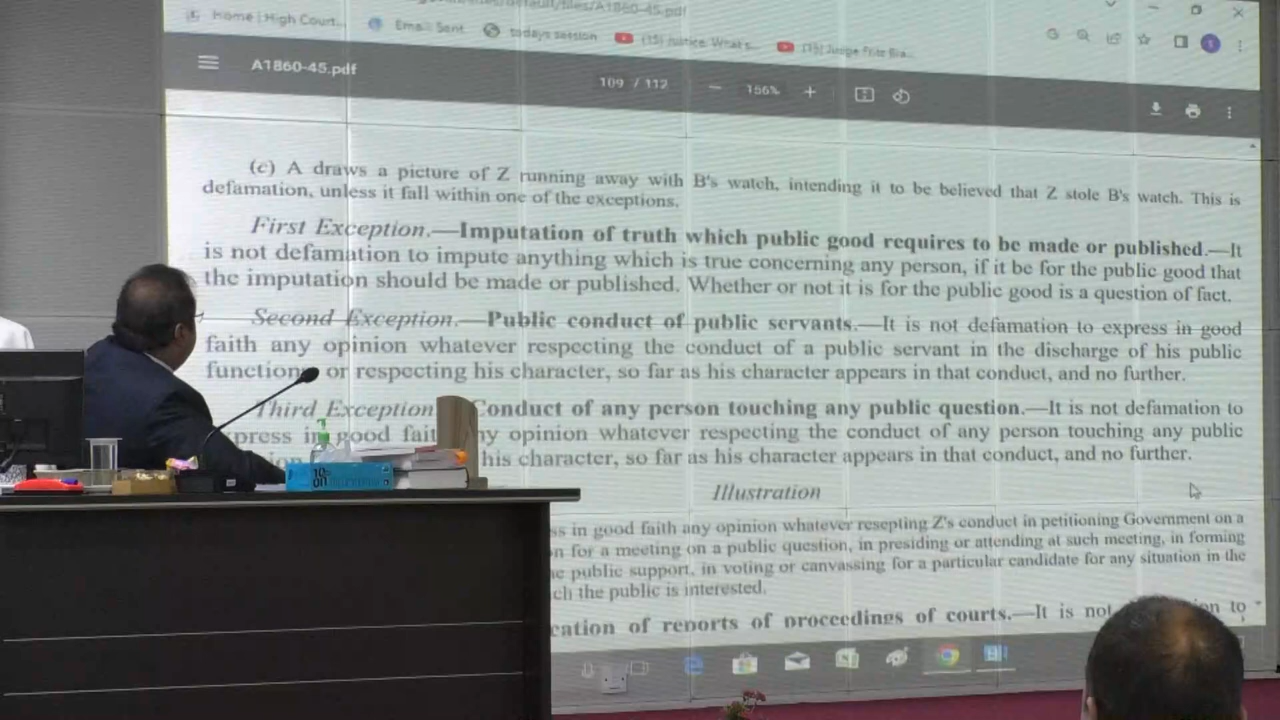 A1860-45.pdf
Home | High Court...
Email Sent
todays session
(15) Justice: What's...
A1860-45.pdf
109 / 112
156%
(c) A draws a picture of Z running away with B's watch, intending it to be believed that Z stole B's watch. This is
defamation, unless it fall within one of the exceptions.
First Exception.—Imputation of truth which public good requires to be made or published.—It
is not defamation to impute anything which is true concerning any person, if it be for the public good that
the imputation should be made or published. Whether or not it is for the public good is a question of fact.
Second Exception.—Public conduct of public servants.—It is not defamation to express in good
faith any opinion whatever respecting the conduct of a public servant in the discharge of his public
functions, or respecting his character, so far as his character appears in that conduct, and no further.
Third Exception Conduct of any person touching any public question.—It is not defamation to
express in good faith any opinion whatever respecting the conduct of any person touching any public
his character, so far as his character appears in that conduct, and no further.
Illustration
in good faith any opinion whatever resepting Z's conduct in petitioning Government on a
for a meeting on a public question, in presiding or attending at such meeting, in forming
public support, in voting or canvassing for a particular candidate for any situation in the
the public is interested.
of reports of proceedings of courts.—It is not to